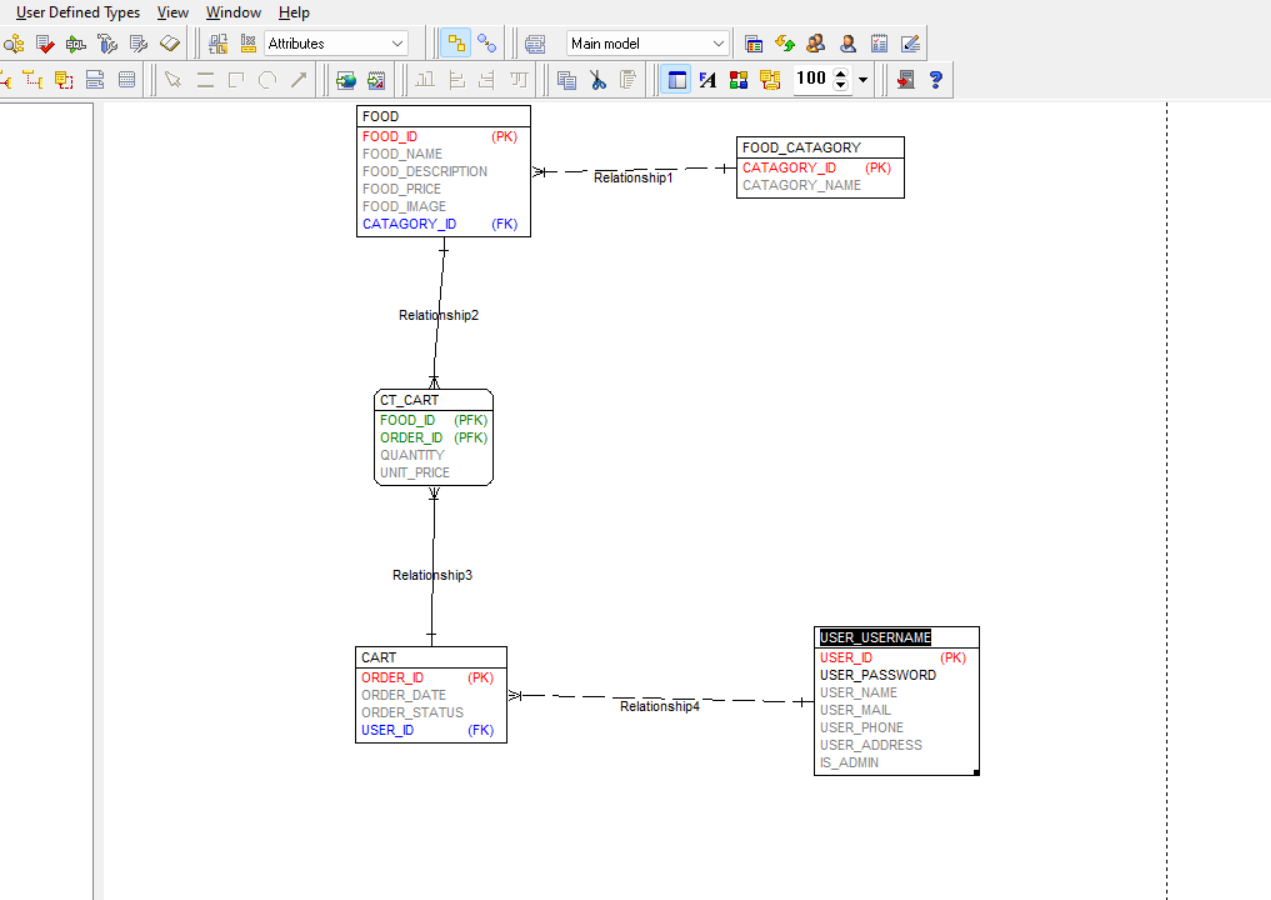 User Defined Types View Window Help
Attributes
Main model
100
FOOD
FOOD_ID (PK)
FOOD_NAME
FOOD_DESCRIPTION
FOOD_PRICE
FOOD_IMAGE
CATAGORY_ID (FK)
Relationship1
FOOD_CATAGORY
CATAGORY_ID (PK)
CATAGORY_NAME
Relationship2
CT_CART
FOOD_ID (PFK)
ORDER_ID (PFK)
QUANTITY
UNIT_PRICE
Relationship3
CART
ORDER_ID (PK)
ORDER_DATE
ORDER_STATUS
USER_ID (FK)
Relationship4
USER_USERNAME
USER_ID (PK)
USER_PASSWORD
USER_NAME
USER_MAIL
USER_PHONE
USER_ADDRESS
IS_ADMIN